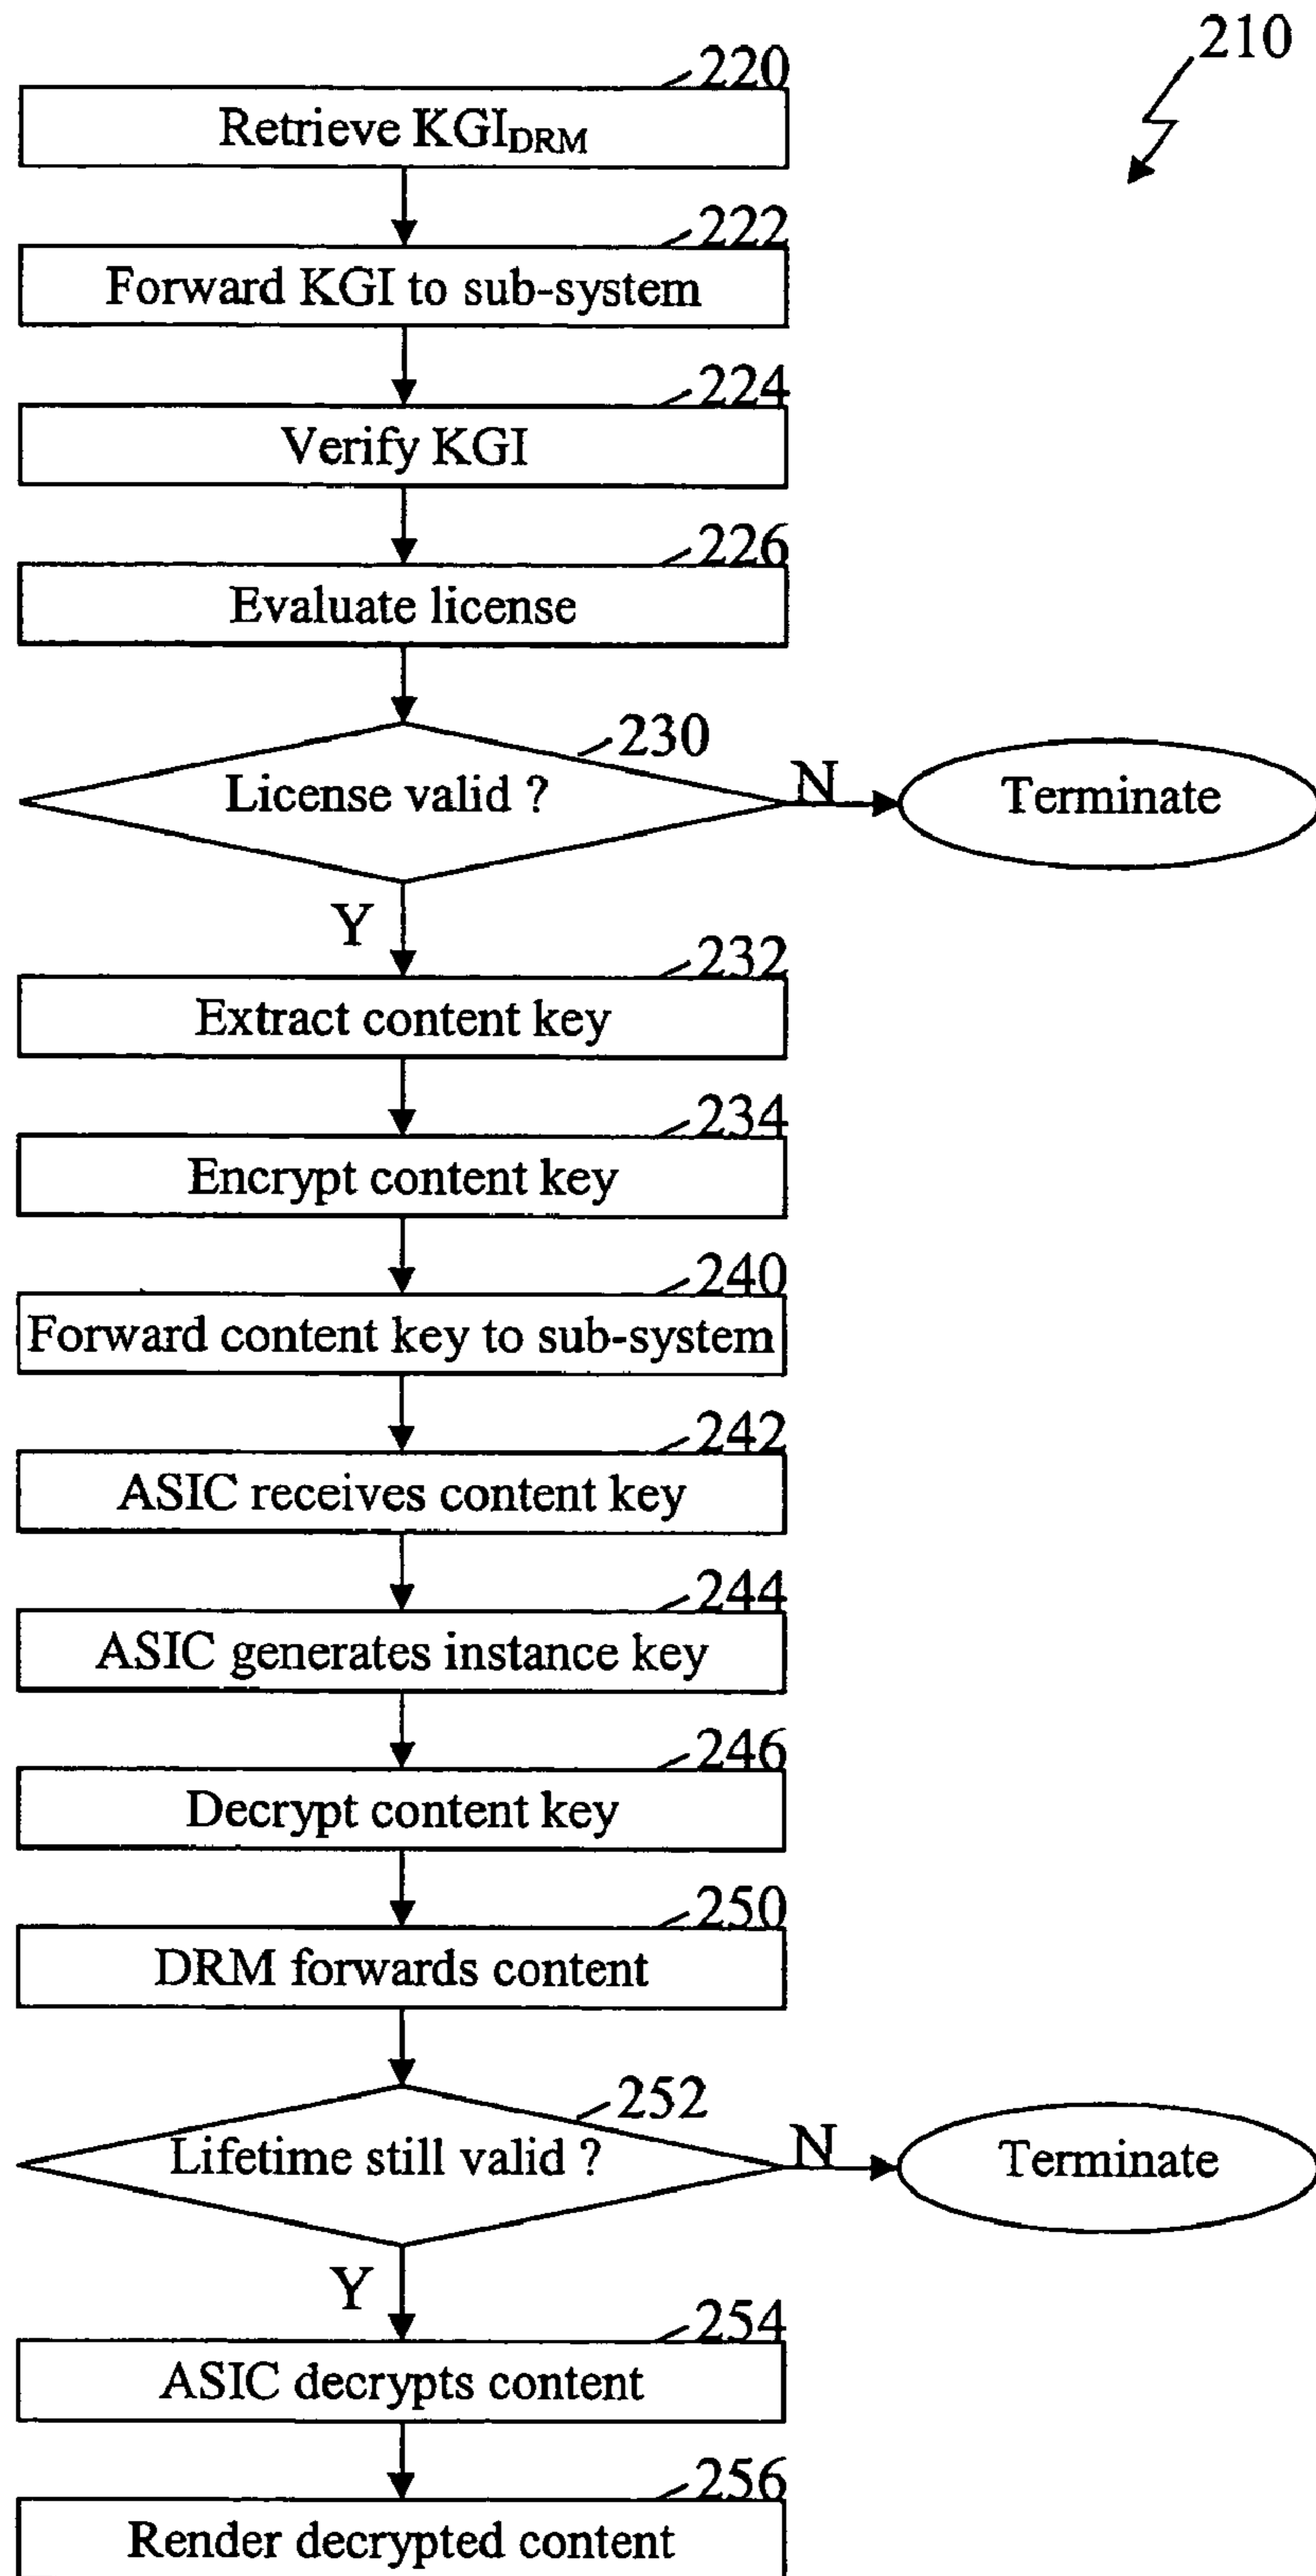 210
220
Retrieve KGIDRM
222
Forward KGI to sub-system
224
Verify KGI
226
Evaluate license
230
License valid ?
N
Terminate
Y
232
Extract content key
234
Encrypt content key
240
Forward content key to sub-system
242
ASIC receives content key
244
ASIC generates instance key
246
Decrypt content key
250
DRM forwards content
252
Lifetime still valid ?
N
Terminate
Y
254
ASIC decrypts content
256
Render decrypted content